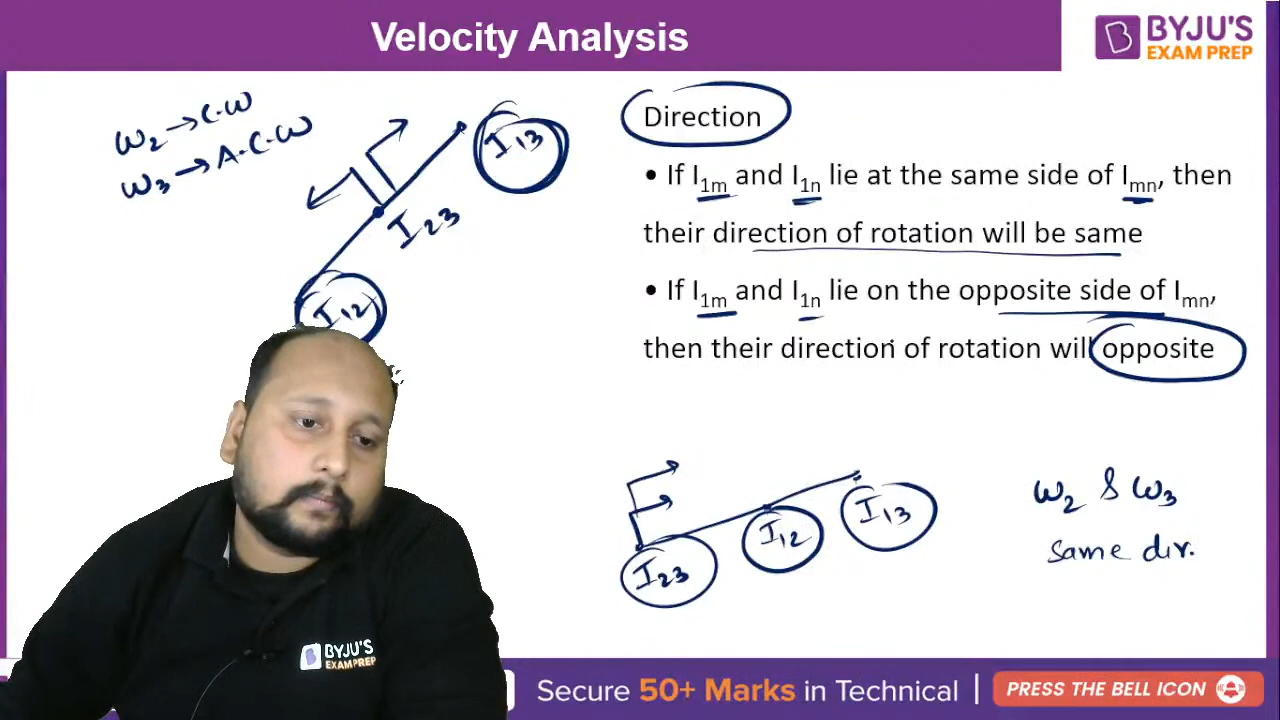 Velocity Analysis
BYJU'S
EXAM PREP
ω2 → C.W
ω3 → A.C.W
I13
I23
I12
Direction
• If I1m and I1n lie at the same side of Imn, then
their direction of rotation will be same
• If I1m and I1n lie on the opposite side of Imn,
then their direction of rotation will opposite
I23
I12
I13
ω2 & ω3
same dir.
BYJU'S
EXAM PREP
Secure 50+ Marks in Technical
PRESS THE BELL ICON